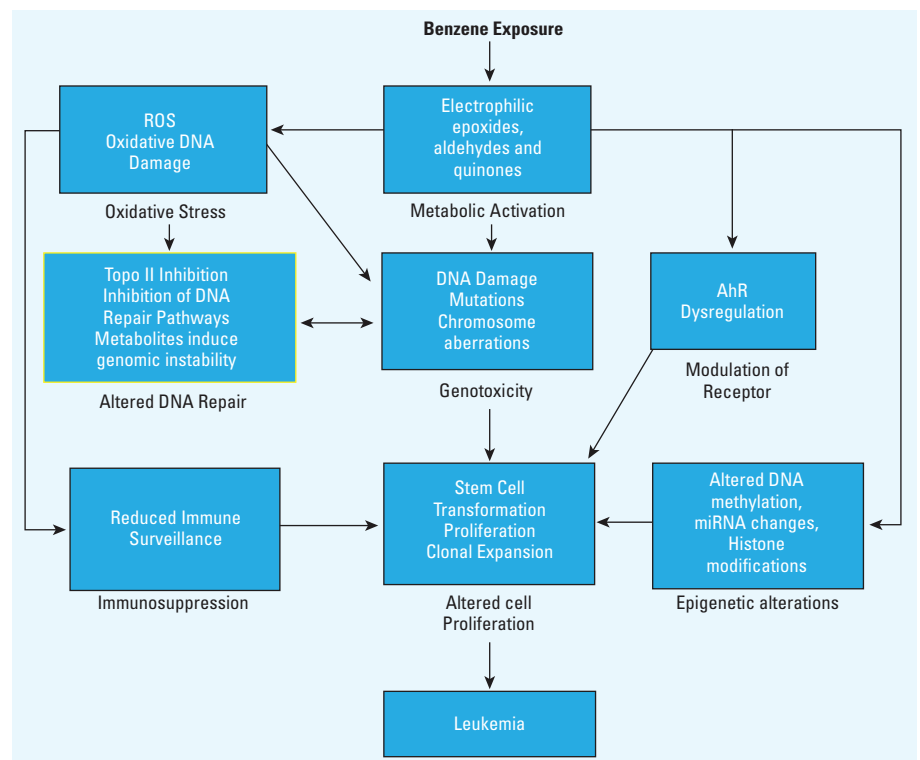 Benzene Exposure
ROS
Oxidative DNA
Damage
Oxidative Stress
Electrophilic
epoxides,
aldehydes and
quinones
Metabolic Activation
Topo II Inhibition
Inhibition of DNA
Repair Pathways
Metabolites induce
genomic instability
Altered DNA Repair
DNA Damage
Mutations
Chromosome
aberrations
Genotoxicity
AhR
Dysregulation
Modulation of
Receptor
Reduced Immune
Surveillance
Immunosuppression
Stem Cell
Transformation
Proliferation
Clonal Expansion
Altered cell
Proliferation
Altered DNA
methylation,
miRNA changes,
Histone
modifications
Epigenetic alterations
Leukemia